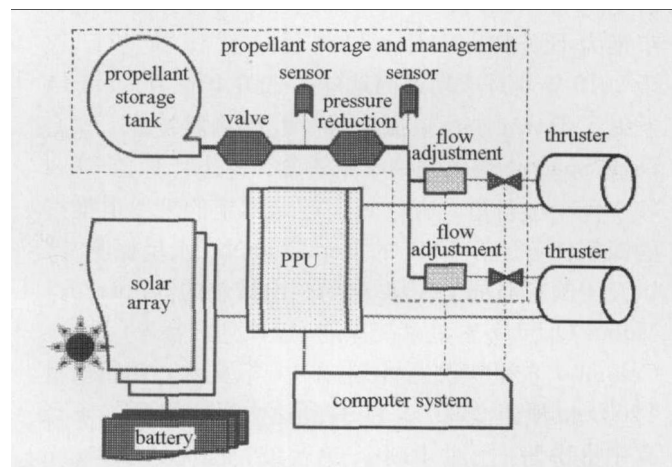 propellant storage and management
propellant
storage
tank
sensor
sensor
valve
pressure
reduction
flow
adjustment
thruster
flow
adjustment
thruster
PPU
solar
array
battery
computer system